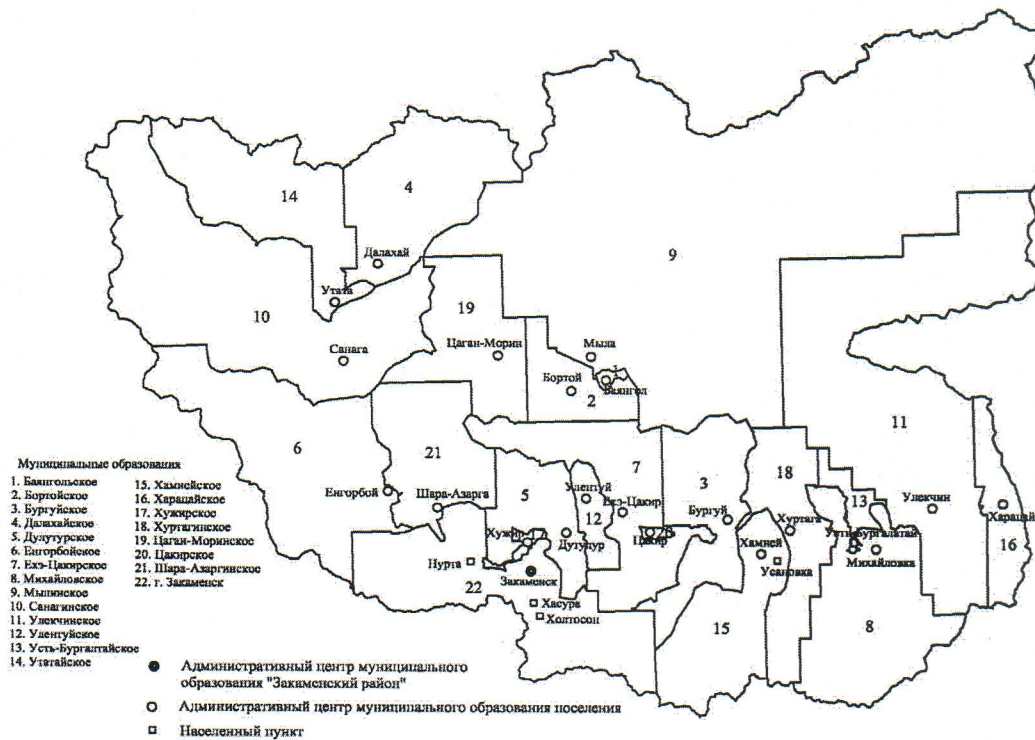 14
4
9
Далахай
Утата
10
19
Санага
Цаган-Морин
Мыла
1
Баянгол
Бортой
2
11
6
21
7
3
18
Енгорбой
Шара-Азарга
5
Улентуй
Ехэ-Цакир
12
Бургуй
13
Улекчин
Харацай
16
Хужир
Дутулур
Цакир
20
Хуртага
Хамней
Усть-Бургалтай
Михайловка
Нурта
Закаменск
Усановка
22
Хасура
Холтосон
15
8
Муниципальные образования
1. Баянгольское
2. Бортойское
3. Бургуйское
4. Далахайское
5. Дулутурское
6. Енгорбойское
7. Ехэ-Цакирское
8. Михайловское
9. Мылинское
10. Санагинское
11. Улекчинское
12. Улентуйское
13. Усть-Бургалтайское
14. Утатайское
15. Хамнейское
16. Харацайское
17. Хужирское
18. Хуртагинское
19. Цаган-Моринское
20. Цакирское
21. Шара-Азаргинское
22. г. Закаменск
Административный центр муниципального
образования "Закаменский район"
Административный центр муниципального образования поселения
Населенный пункт